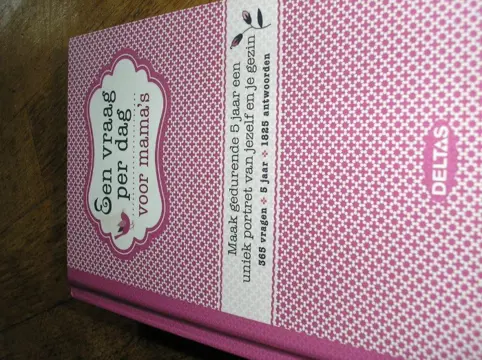 Een vraag
per dag
voor mama's
Maak gedurende 5 jaar een
uniek portret van jezelf en je gezin
365 vragen ✤ 5 jaar ✤ 1825 antwoorden
DELTAS